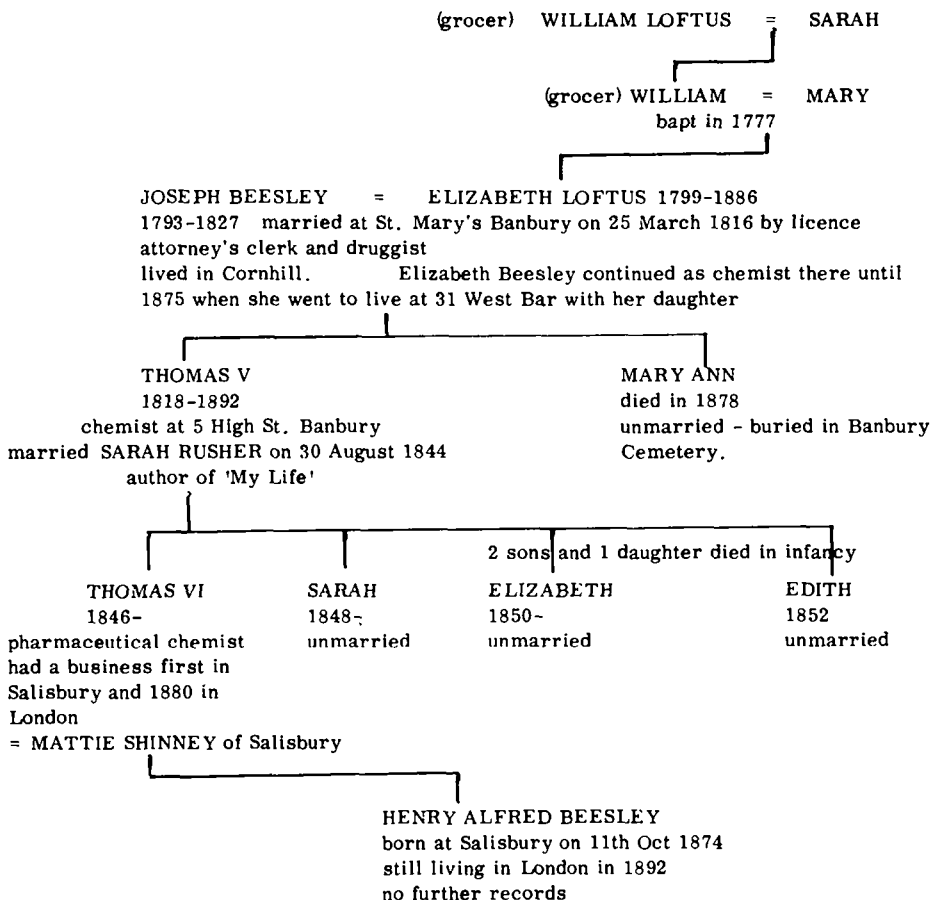 (grocer) WILLIAM LOFTUS = SARAH
(grocer) WILLIAM = MARY
bapt in 1777
JOSEPH BEESLEY = ELIZABETH LOFTUS 1799-1886
1793-1827 married at St. Mary's Banbury on 25 March 1816 by licence
attorney's clerk and druggist
lived in Cornhill. Elizabeth Beesley continued as chemist there until
1875 when she went to live at 31 West Bar with her daughter
THOMAS V
1818-1892
chemist at 5 High St. Banbury
married SARAH RUSHER on 30 August 1844
author of 'My Life'
MARY ANN
died in 1878
unmarried - buried in Banbury
Cemetery.
2 sons and 1 daughter died in infancy
THOMAS VI
1846-
pharmaceutical chemist
had a business first in
Salisbury and 1880 in
London
= MATTIE SHINNEY of Salisbury
SARAH
1848-
unmarried
ELIZABETH
1850-
unmarried
EDITH
1852
unmarried
HENRY ALFRED BEESLEY
born at Salisbury on 11th Oct 1874
still living in London in 1892
no further records